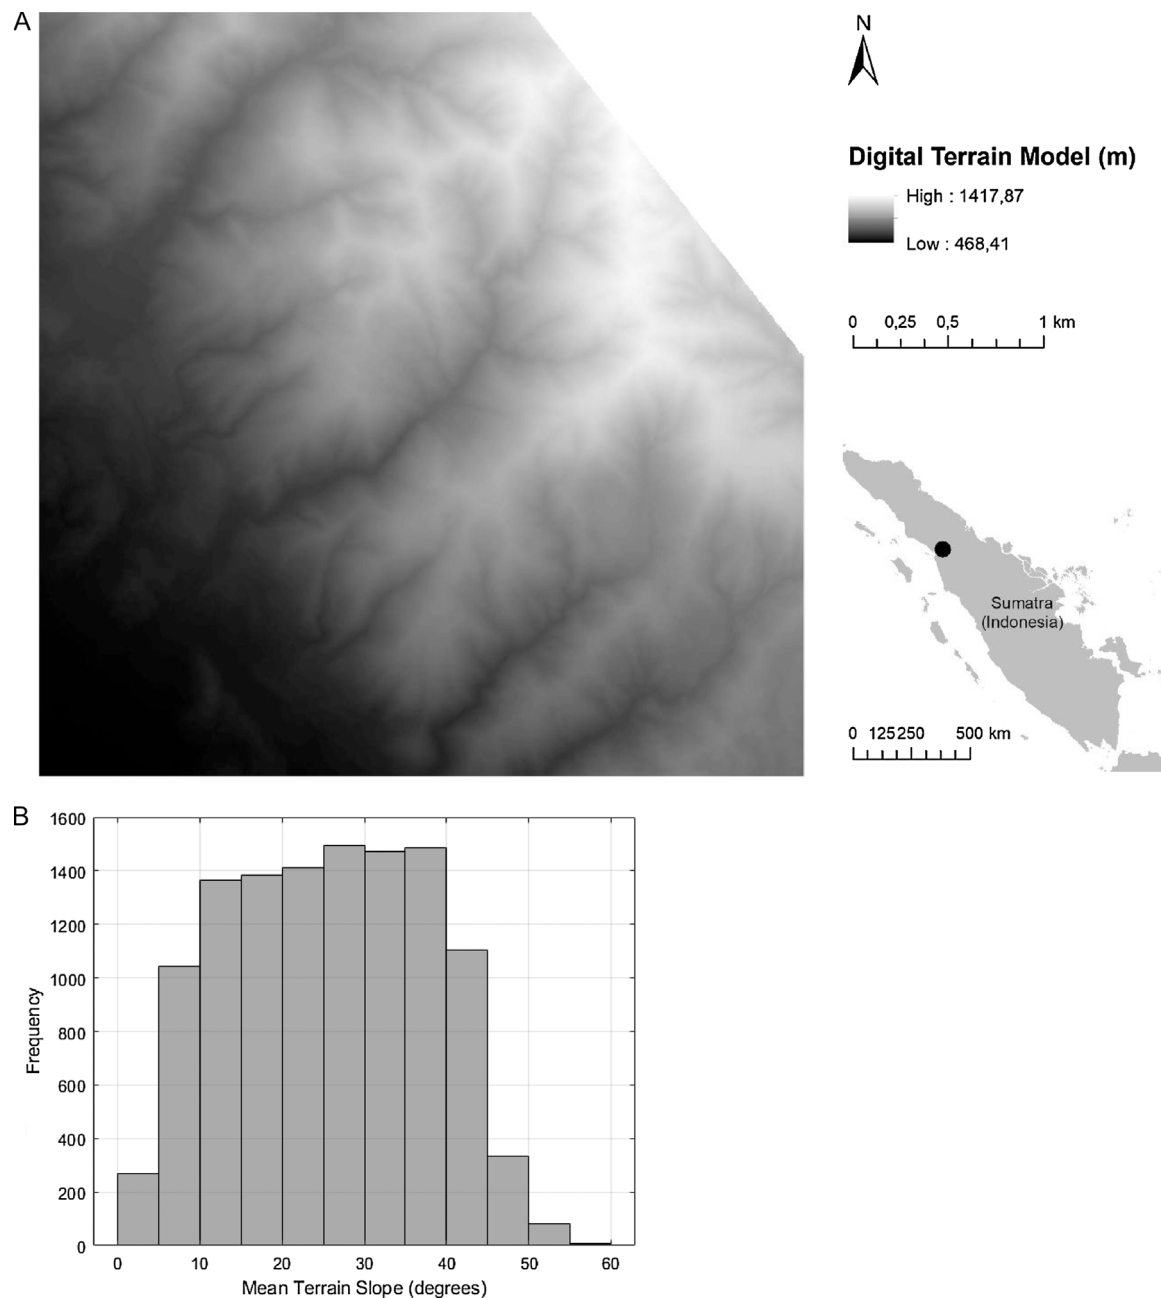 A
N
Digital Terrain Model (m)
High : 1417,87
Low : 468,41
0 0,25 0,5 1 km
Sumatra
(Indonesia)
0 125 250 500 km
B
1600
1400
1200
1000
800
600
400
200
0
Frequency
0 10 20 30 40 50 60
Mean Terrain Slope (degrees)